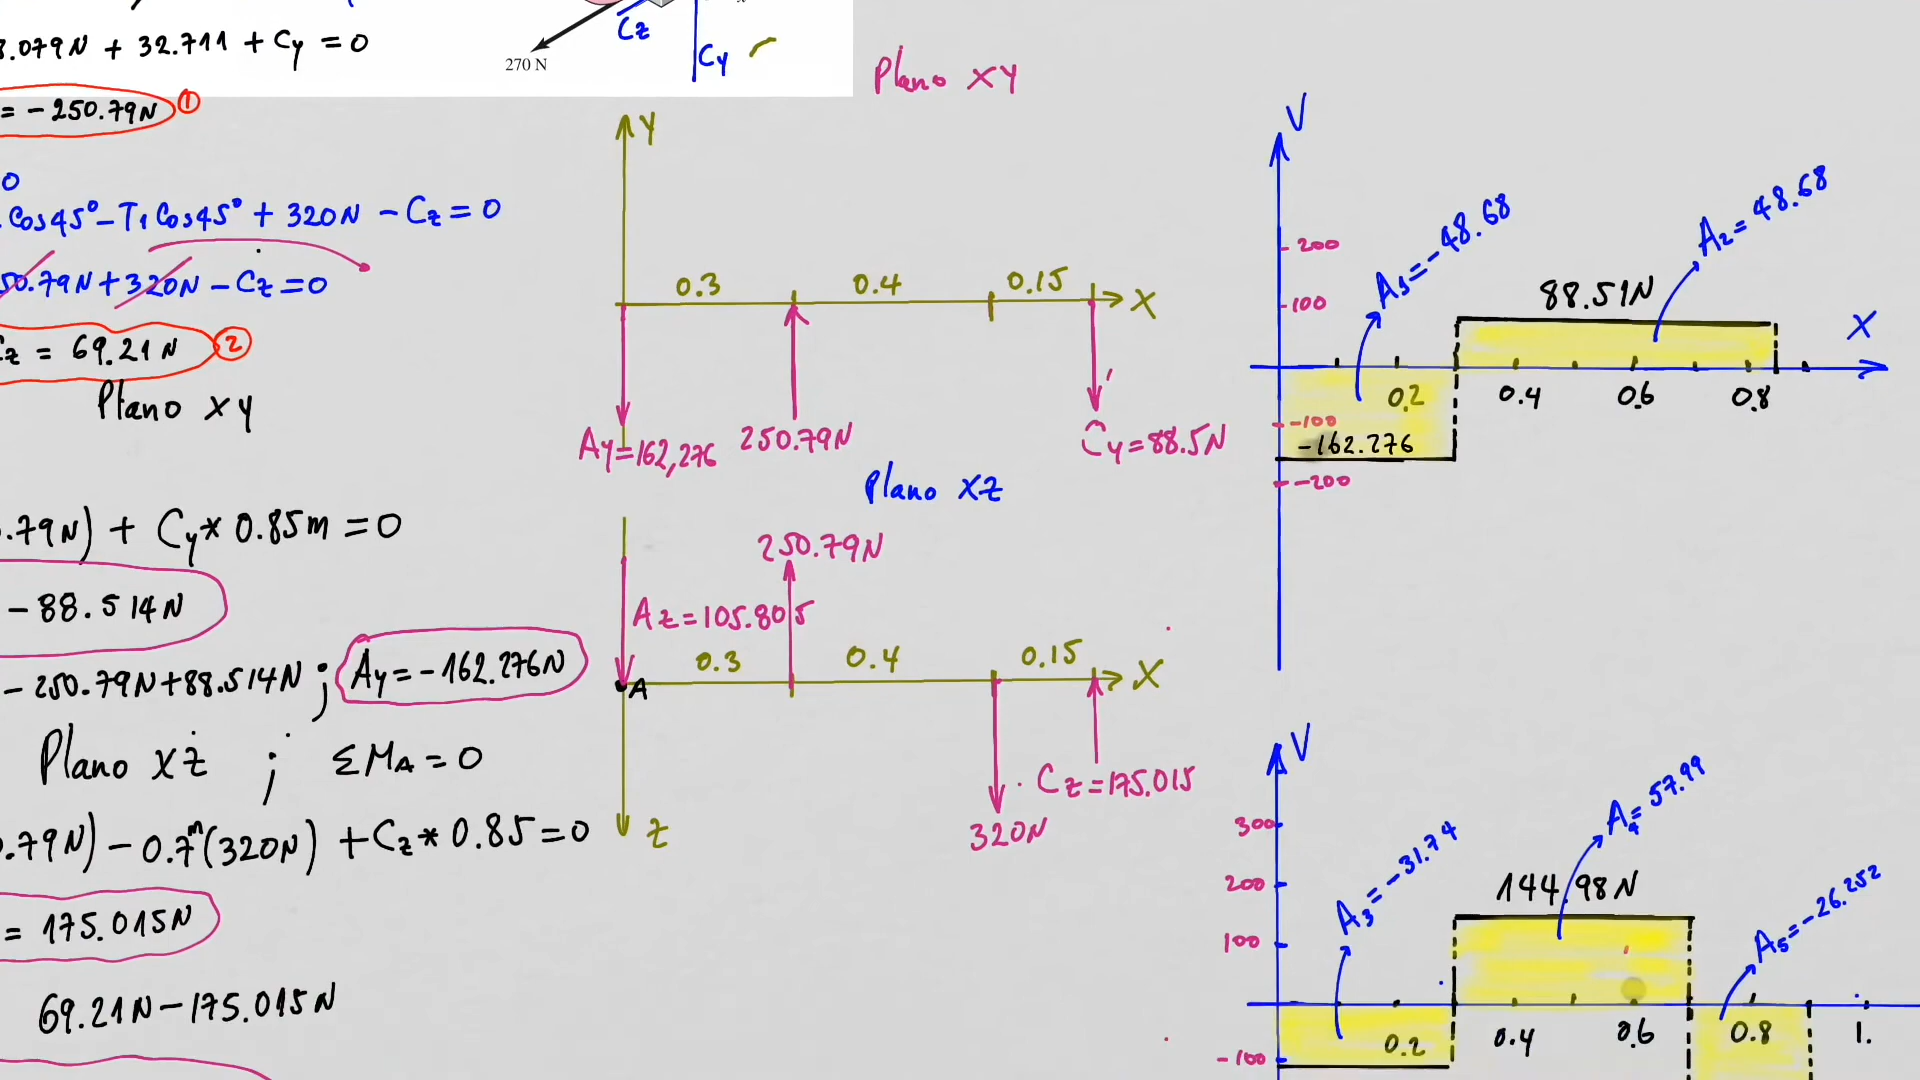 8.079N + 32.711 + Cy = 0
= -250.79N ①
0
Cos45° - T1 Cos45° + 320N - Cz = 0
50.79N + 320N - Cz = 0
Cz = 69.21N ②
Plano xy
.79N) + Cy* 0.85m = 0
-88.514N
-250.79N+88.514N ; Ay = -162.276N
Plano xz ; ΣMA = 0
.79N) - 0.7m(320N) + Cz* 0.85 = 0
= 175.015N
69.21N - 175.015N
270 N
Cz
Cy
Plano XY
Y
0.3
0.4
0.15
X
Ay=162,276
250.79N
Cy=88.5N
Plano xz
250.79N
Az=105.805
A
0.3
0.4
0.15
X
Cz=175.015
320N
z
V
A1=-48.68
A2=48.68
200
100
88.51N
X
0.2
0.4
0.6
0.8
-100
-162.276
-200
V
A3=-31.74
A4=57.99
A5=-26.252
300
200
100
144.98N
0.2
0.4
0.6
0.8
1.
-100